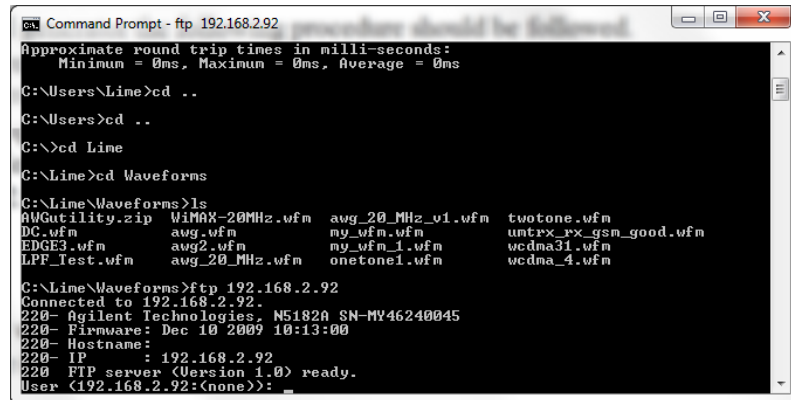 procedure should be followed.
Command Prompt - ftp 192.168.2.92
Approximate round trip times in milli-seconds:
    Minimum = 0ms, Maximum = 0ms, Average = 0ms
C:\Users\Lime>cd ..
C:\Users>cd ..
C:\>cd Lime
C:\Lime>cd Waveforms
C:\Lime\Waveforms>ls
AWGutility.zip  WiMAX-20MHz.wfm  awg_20_MHz_v1.wfm  twotone.wfm
DC.wfm          awg.wfm          my_wfm.wfm         umtrx_rx_gsm_good.wfm
EDGE3.wfm       awg2.wfm         my_wfm_1.wfm       wcdma31.wfm
LPF_Test.wfm    awg_20_MHz.wfm   onetone1.wfm       wcdma_4.wfm
C:\Lime\Waveforms>ftp 192.168.2.92
Connected to 192.168.2.92.
220- Agilent Technologies, N5182A SN-MY46240045
220- Firmware: Dec 10 2009 10:13:00
220- Hostname:
220- IP      : 192.168.2.92
220  FTP server (Version 1.0) ready.
User (192.168.2.92:(none)): _